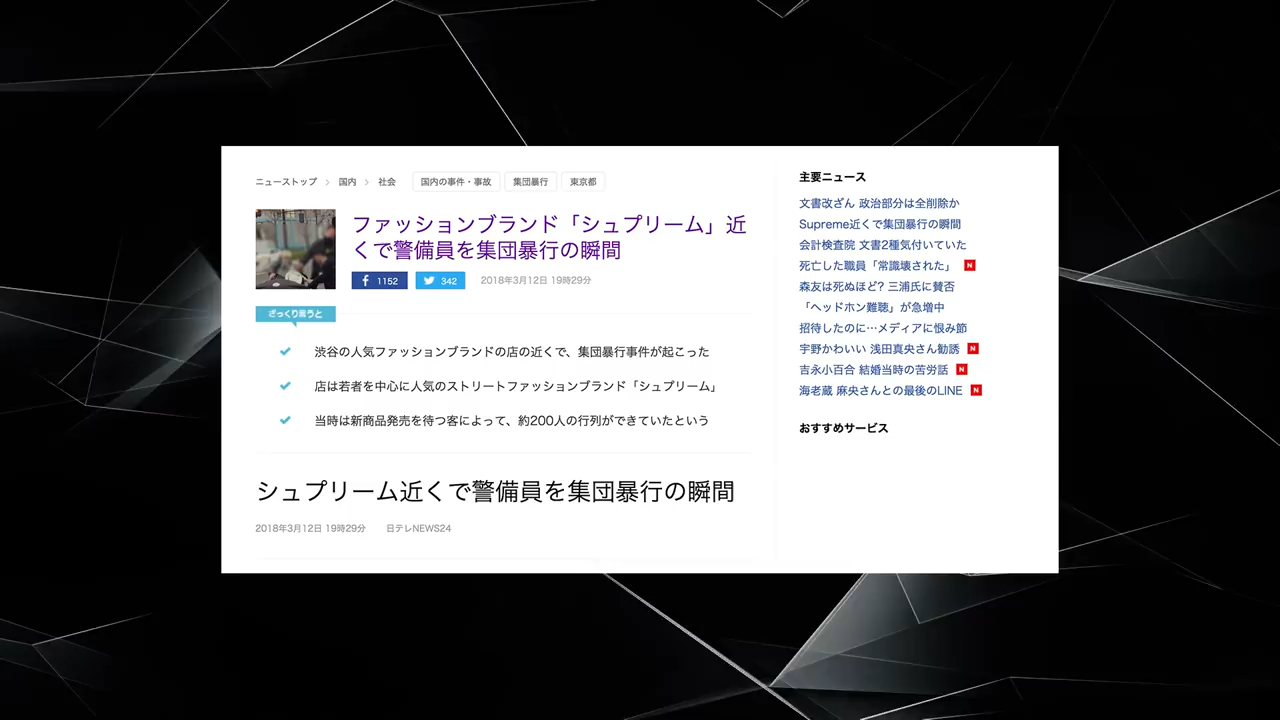 ニューストップ > 国内 > 社会 国内の事件・事故 集団暴行 東京都
ファッションブランド「シュプリーム」近
くで警備員を集団暴行の瞬間
1152 342 2018年3月12日 19時29分
ざっくり言うと
渋谷の人気ファッションブランドの店の近くで、集団暴行事件が起こった
店は若者を中心に人気のストリートファッションブランド「シュプリーム」
当時は新商品発売を待つ客によって、約200人の行列ができていたという
シュプリーム近くで警備員を集団暴行の瞬間
2018年3月12日 19時29分 日テレNEWS24
主要ニュース
文書改ざん 政治部分は全削除か
Supreme近くで集団暴行の瞬間
会計検査院 文書2種気付いていた
死亡した職員「常識壊された」 N
森友は死ぬほど? 三浦氏に賛否
「ヘッドホン難聴」が急増中
招待したのに…メディアに恨み節
宇野かわいい 浅田真央さん勧誘 N
吉永小百合 結婚当時の苦労話 N
海老蔵 麻央さんとの最後のLINE N
おすすめサービス